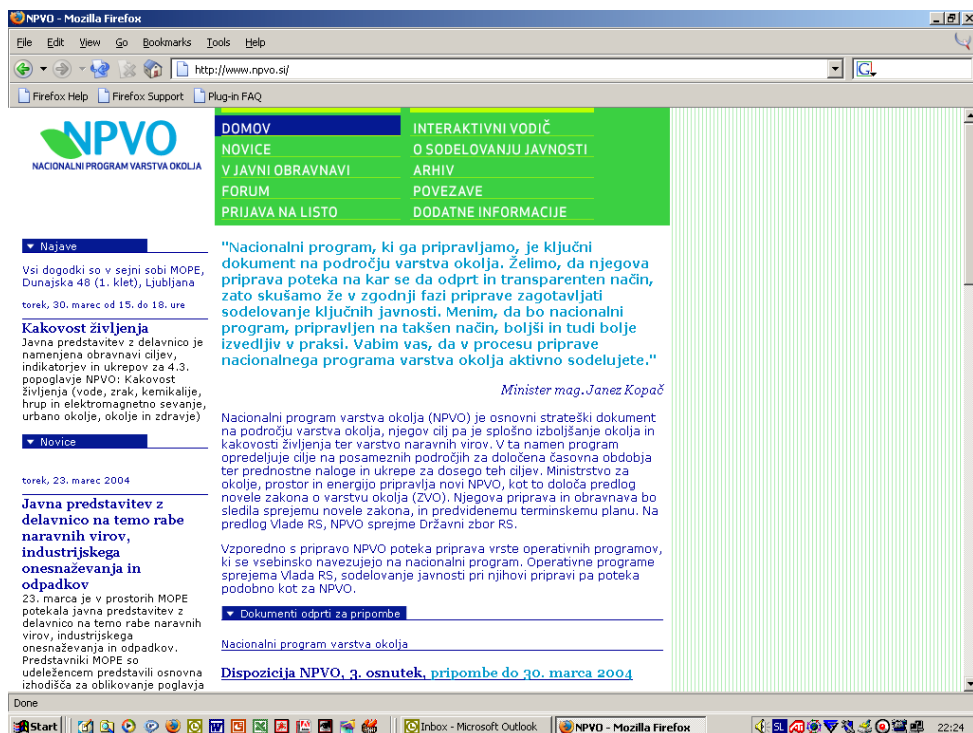 NPVO - Mozilla Firefox
File Edit View Go Bookmarks Tools Help
http://www.npvo.si/
G
Firefox Help Firefox Support Plug-in FAQ
NPVO
NACIONALNI PROGRAM VARSTVA OKOLJA
DOMOV
NOVICE
V JAVNI OBRAVNAVI
FORUM
PRIJAVA NA LISTO
INTERAKTIVNI VODIČ
O SODELOVANJU JAVNOSTI
ARHIV
POVEZAVE
DODATNE INFORMACIJE
Najave
Vsi dogodki so v sejni sobi MOPE,
Dunajska 48 (1. klet), Ljubljana
torek, 30. marec od 15. do 18. ure
Kakovost življenja
Javna predstavitev z delavnico je
namenjena obravnavi ciljev,
indikatorjev in ukrepov za 4.3.
popoglavje NPVO: Kakovost
življenja (vode, zrak, kemikalije,
hrup in elektromagnetno sevanje,
urbano okolje, okolje in zdravje)
Novice
torek, 23. marec 2004
Javna predstavitev z
delavnico na temo rabe
naravnih virov,
industrijskega
onesnaževanja in
odpadkov
23. marca je v prostorih MOPE
potekala javna predstavitev z
delavnico na temo rabe naravnih
virov, industrijskega
onesnaževanja in odpadkov.
Predstavniki MOPE so
udeležencem predstavili osnovna
izhodišča za oblikovanje poglavja
"Nacionalni program, ki ga pripravljamo, je ključni
dokument na področju varstva okolja. Želimo, da njegova
priprava poteka na kar se da odprt in transparenten način,
zato skušamo že v zgodnji fazi priprave zagotavljati
sodelovanje ključnih javnosti. Menim, da bo nacionalni
program, pripravljen na takšen način, boljši in tudi bolje
izvedljiv v praksi. Vabim vas, da v procesu priprave
nacionalnega programa varstva okolja aktivno sodelujete."
Minister mag.Janez Kopač
Nacionalni program varstva okolja (NPVO) je osnovni strateški dokument
na področju varstva okolja, njegov cilj pa je splošno izboljšanje okolja in
kakovosti življenja ter varstvo naravnih virov. V ta namen program
opredeljuje cilje na posameznih področjih za določena časovna obdobja
ter prednostne naloge in ukrepe za dosego teh ciljev. Ministrstvo za
okolje, prostor in energijo pripravlja novi NPVO, kot to določa predlog
novele zakona o varstvu okolja (ZVO). Njegova priprava in obravnava bo
sledila sprejemu novele zakona, in predvidenemu terminskemu planu. Na
predlog Vlade RS, NPVO sprejme Državni zbor RS.
Vzporedno s pripravo NPVO poteka priprava vrste operativnih programov,
ki se vsebinsko navezujejo na nacionalni program. Operativne programe
sprejema Vlada RS, sodelovanje javnosti pri njihovi pripravi pa poteka
podobno kot za NPVO.
Dokumenti odprti za pripombe
Nacionalni program varstva okolja
Dispozicija NPVO, 3. osnutek, pripombe do 30. marca 2004
Done
Start
Inbox - Microsoft Outlook
NPVO - Mozilla Firefox
SL
22:24